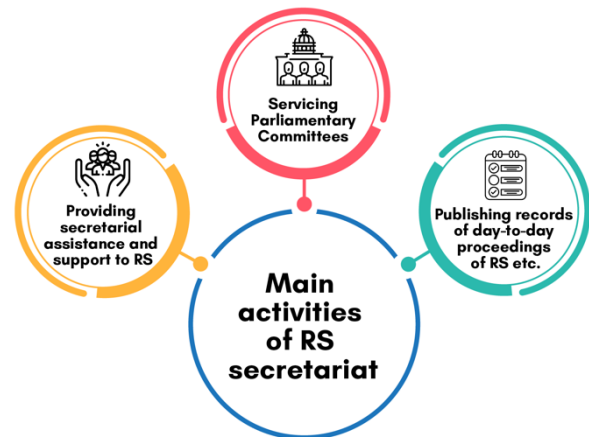 Servicing
Parliamentary
Committees
Providing
secretarial
assistance and
support to RS
Publishing records
of day-to-day
proceedings
of RS etc.
Main
activities
of RS
secretariat